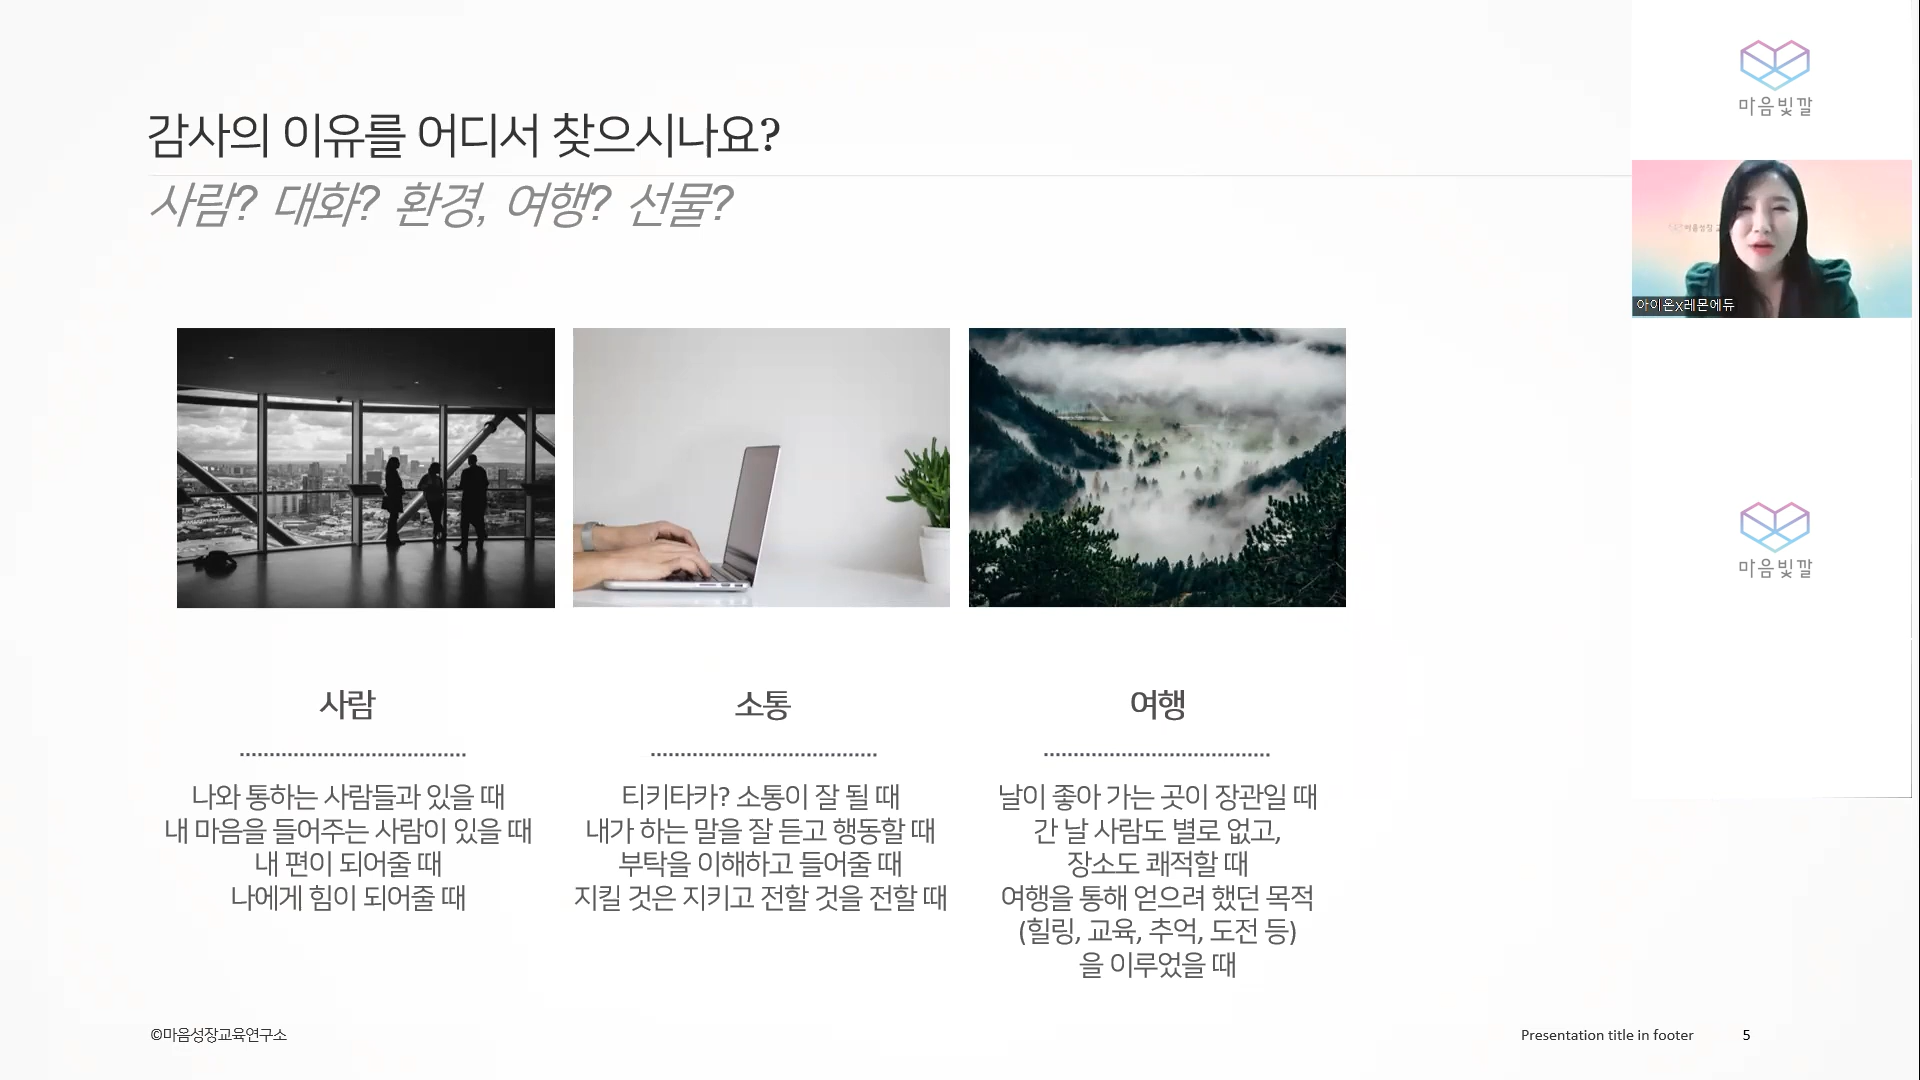 감사의 이유를 어디서 찾으시나요?
사람? 대화? 환경, 여행? 선물?
사람
나와 통하는 사람들과 있을 때
내 마음을 들어주는 사람이 있을 때
내 편이 되어줄 때
나에게 힘이 되어줄 때
소통
티키타카? 소통이 잘 될 때
내가 하는 말을 잘 듣고 행동할 때
부탁을 이해하고 들어줄 때
지킬 것은 지키고 전할 것을 전할 때
여행
날이 좋아 가는 곳이 장관일 때
간 날 사람도 별로 없고,
장소도 쾌적할 때
여행을 통해 얻으려 했던 목적
(힐링, 교육, 추억, 도전 등)
을 이루었을 때
©마음성장교육연구소
Presentation title in footer
5
마음빛깔
마음성장
아이온x레몬에듀
마음빛깔